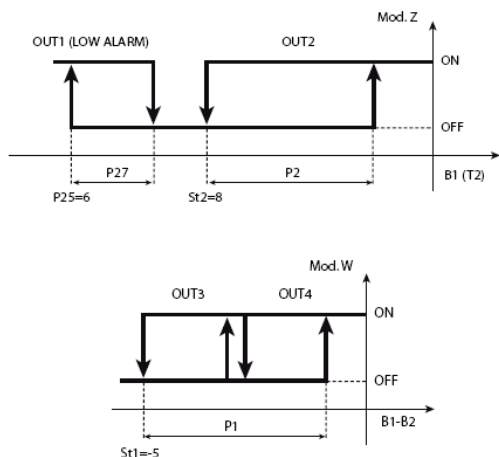 Mod. Z
OUT1 (LOW ALARM)
OUT2
ON
OFF
P27
P2
B1 (T2)
P25=6
St2=8
Mod. W
OUT3
OUT4
ON
OFF
P1
B1-B2
St1=-5